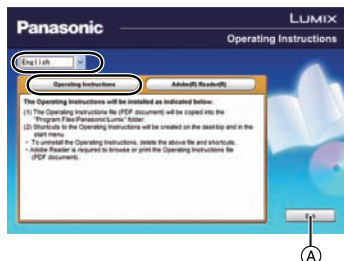 Panasonic
LUMIX
Operating Instructions
English
Operating Instructions
Adobe(R) Reader(R)
The Operating Instructions will be installed as indicated below.
(1) The Operating Instructions file (PDF document) will be copied into the
"Program Files\Panasonic\Lumix" folder.
(2) Shortcuts to the Operating Instructions will be created on the desktop and in the
start menu.
・ To uninstall the Operating Instructions, delete the above file and shortcuts.
・ Adobe Reader is required to browse or print the Operating Instructions file
(PDF document).
A